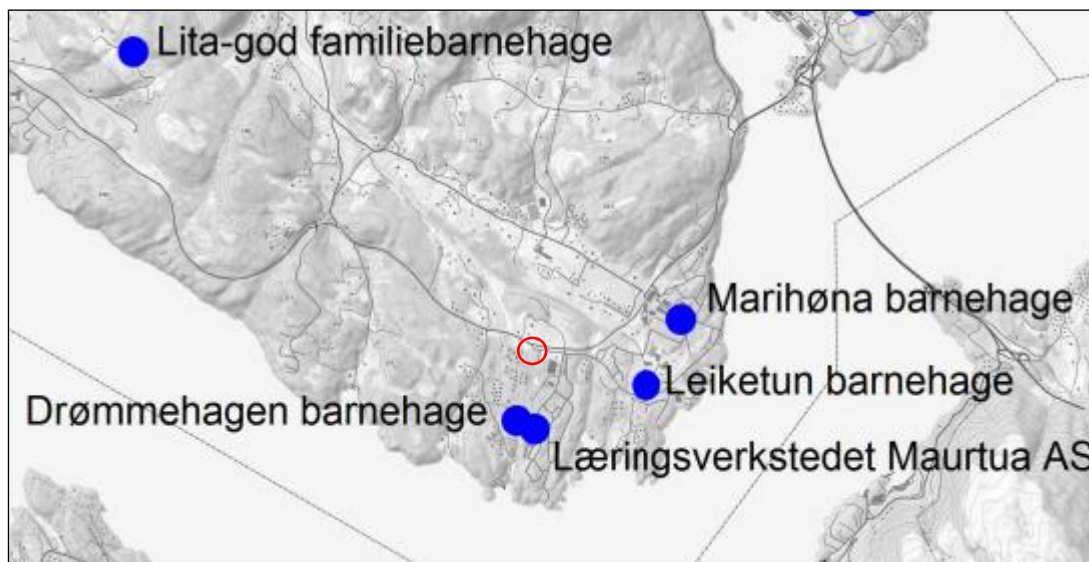 Lita-god familiebarnehage
Marihøna barnehage
Leiketun barnehage
Drømmehagen barnehage
Læringsverkstedet Maurtua AS